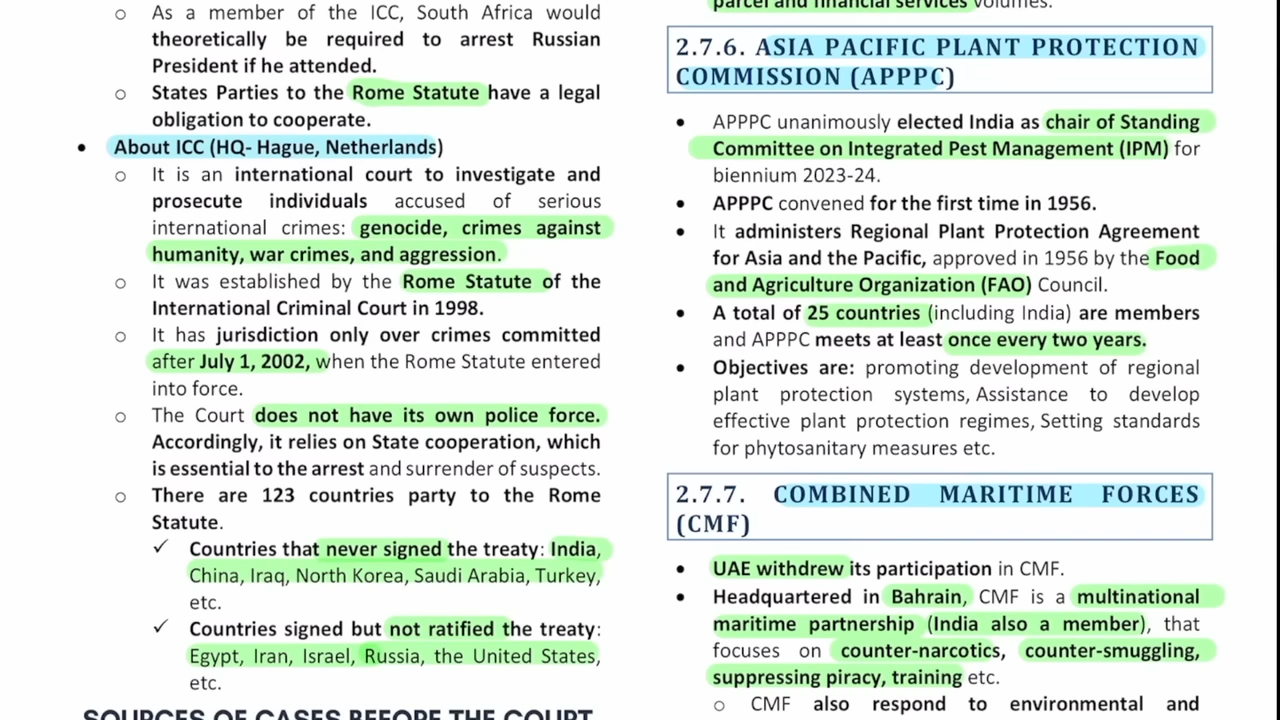 o As a member of the ICC, South Africa would
theoretically be required to arrest Russian
President if he attended.
o States Parties to the Rome Statute have a legal
obligation to cooperate.
• About ICC (HQ- Hague, Netherlands)
o It is an international court to investigate and
prosecute individuals accused of serious
international crimes: genocide, crimes against
humanity, war crimes, and aggression.
o It was established by the Rome Statute of the
International Criminal Court in 1998.
o It has jurisdiction only over crimes committed
after July 1, 2002, when the Rome Statute entered
into force.
o The Court does not have its own police force.
Accordingly, it relies on State cooperation, which
is essential to the arrest and surrender of suspects.
o There are 123 countries party to the Rome
Statute.
✓ Countries that never signed the treaty: India,
China, Iraq, North Korea, Saudi Arabia, Turkey,
etc.
✓ Countries signed but not ratified the treaty:
Egypt, Iran, Israel, Russia, the United States,
etc.
SOURCES OF CASES BEFORE THE COURT
parcel and financial services volumes.
2.7.6. ASIA PACIFIC PLANT PROTECTION
COMMISSION (APPPC)
• APPPC unanimously elected India as chair of Standing
Committee on Integrated Pest Management (IPM) for
biennium 2023-24.
• APPPC convened for the first time in 1956.
• It administers Regional Plant Protection Agreement
for Asia and the Pacific, approved in 1956 by the Food
and Agriculture Organization (FAO) Council.
• A total of 25 countries (including India) are members
and APPPC meets at least once every two years.
• Objectives are: promoting development of regional
plant protection systems, Assistance to develop
effective plant protection regimes, Setting standards
for phytosanitary measures etc.
2.7.7. COMBINED MARITIME FORCES
(CMF)
• UAE withdrew its participation in CMF.
• Headquartered in Bahrain, CMF is a multinational
maritime partnership (India also a member), that
focuses on counter-narcotics, counter-smuggling,
suppressing piracy, training etc.
o CMF also respond to environmental and